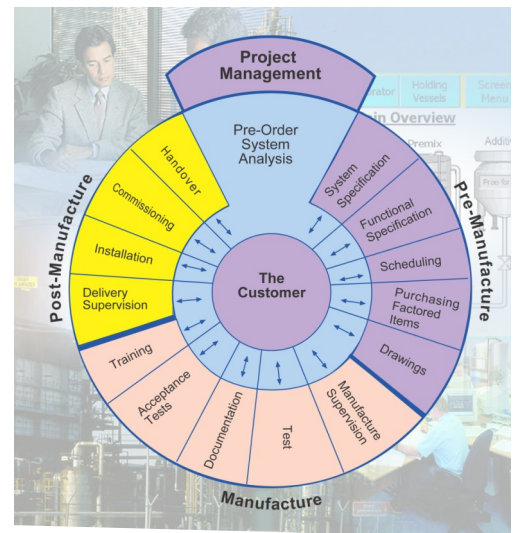 Project
Management
Pre-Order
System
Analysis
System
Specification
Functional
Specification
Scheduling
Purchasing
Factored
Items
Drawings
Pre-Manufacture
Manufacture
Supervision
Test
Documentation
Acceptance
Tests
Training
Manufacture
Delivery
Supervision
Installation
Commissioning
Handover
Post-Manufacture
The
Customer
Holding
Vessels
Screen
Menu
Overview
Premix